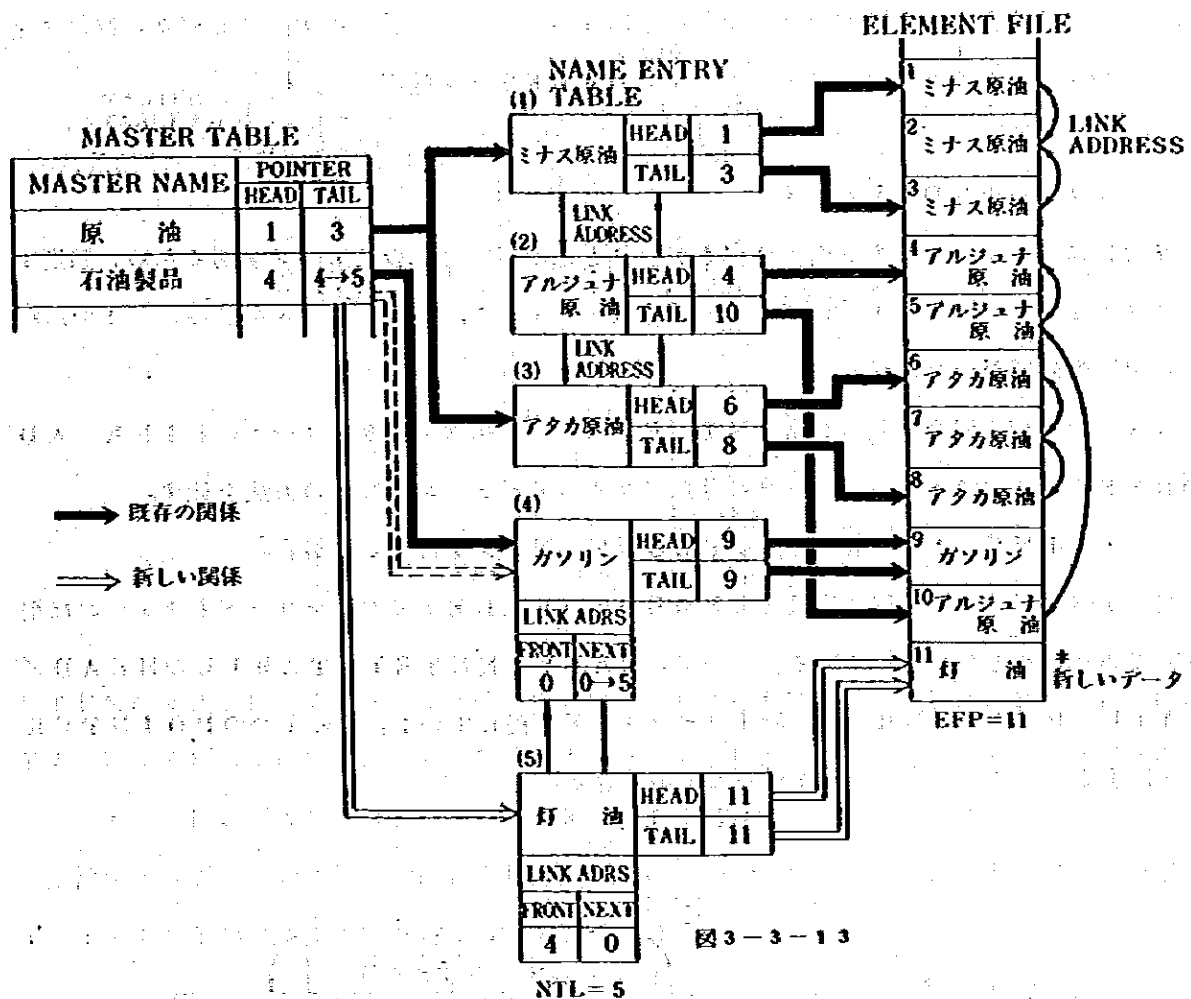 ELEMENT FILE
NAME ENTRY TABLE
MASTER TABLE
MASTER NAME
POINTER
HEAD TAIL
原油 1 3
石油製品 4 4→5
(1)
ミナス原油
HEAD 1
TAIL 3
LINK ADDRESS
(2)
アルジュナ原油
HEAD 4
TAIL 10
LINK ADDRESS
(3)
アタカ原油
HEAD 6
TAIL 8
(4)
ガソリン
HEAD 9
TAIL 9
LINK ADRS
FRONT NEXT
0 0→5
(5)
灯油
HEAD 11
TAIL 11
LINK ADRS
FRONT NEXT
4 0
NTL=5
1 ミナス原油
2 ミナス原油
3 ミナス原油
4 アルジュナ原油
5 アルジュナ原油
6 アタカ原油
7 アタカ原油
8 アタカ原油
9 ガソリン
10 アルジュナ原油
11 灯油
LINK ADDRESS
*
新しいデータ
EFP=11
既存の関係
新しい関係
図3-3-13